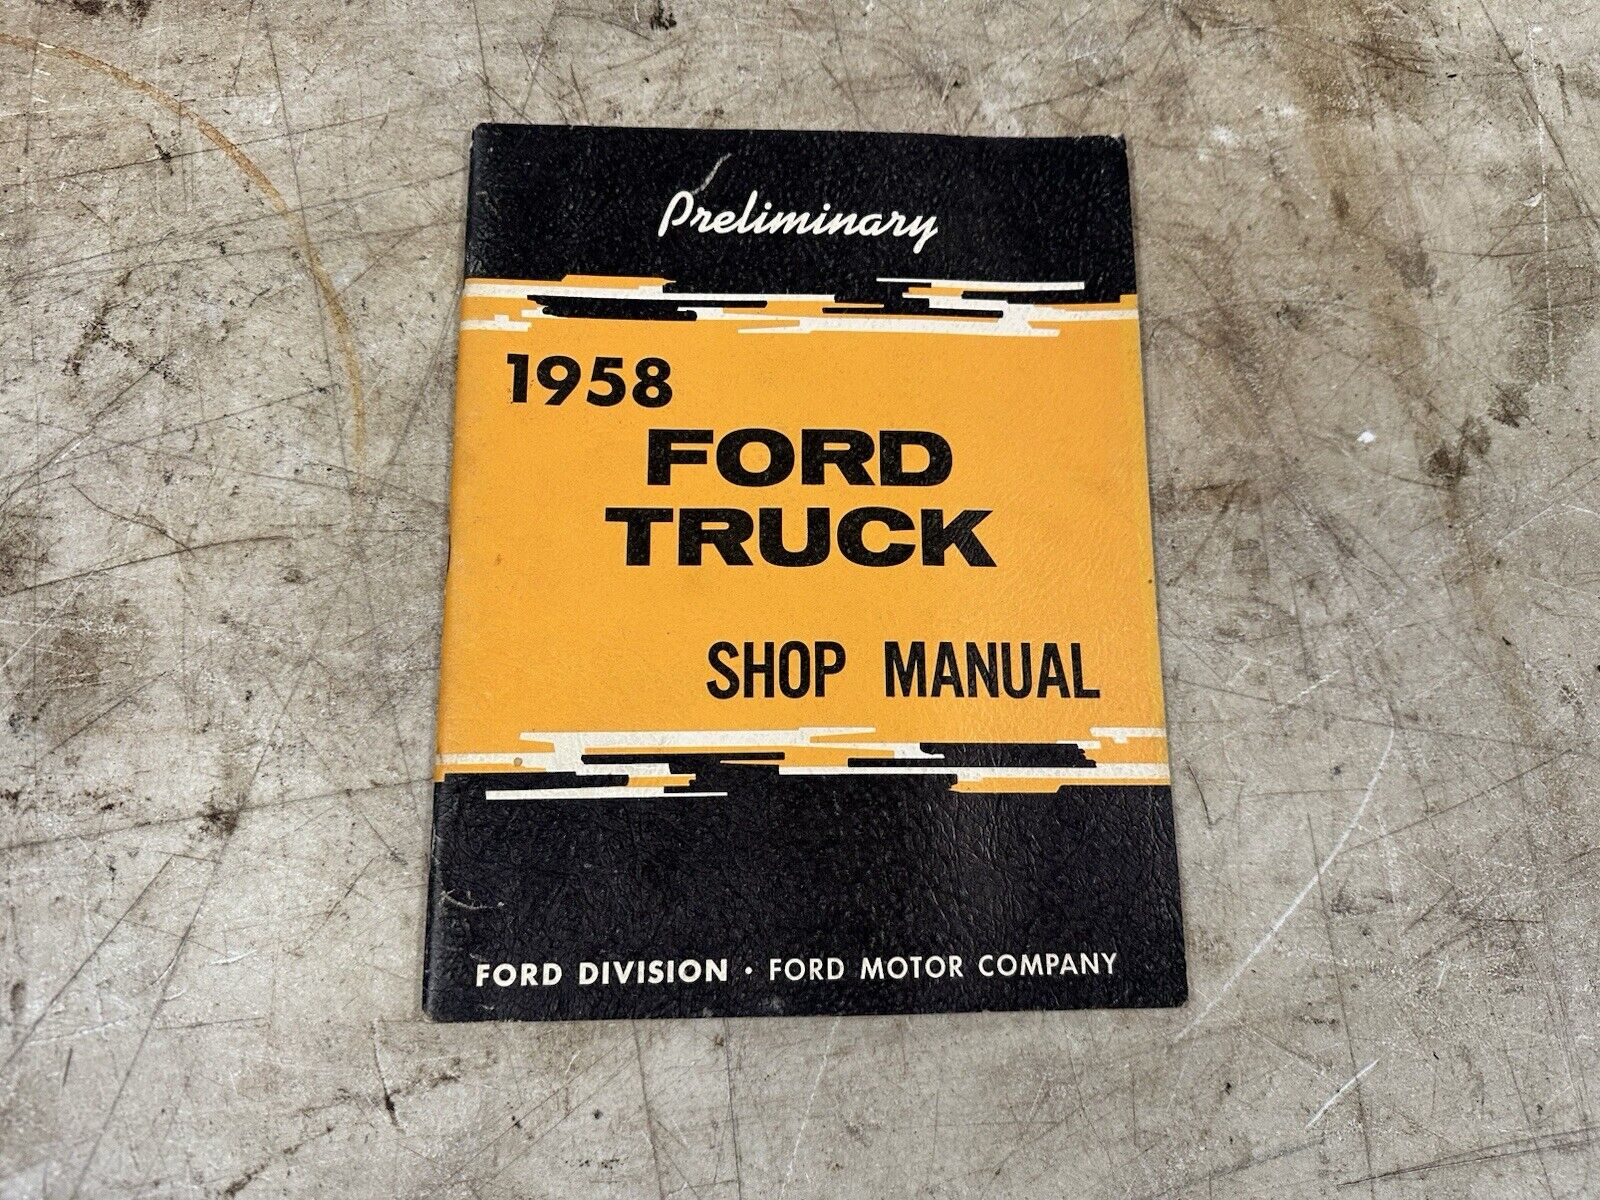 Preliminary
1958
FORD
TRUCK
SHOP MANUAL
FORD DIVISION • FORD MOTOR COMPANY